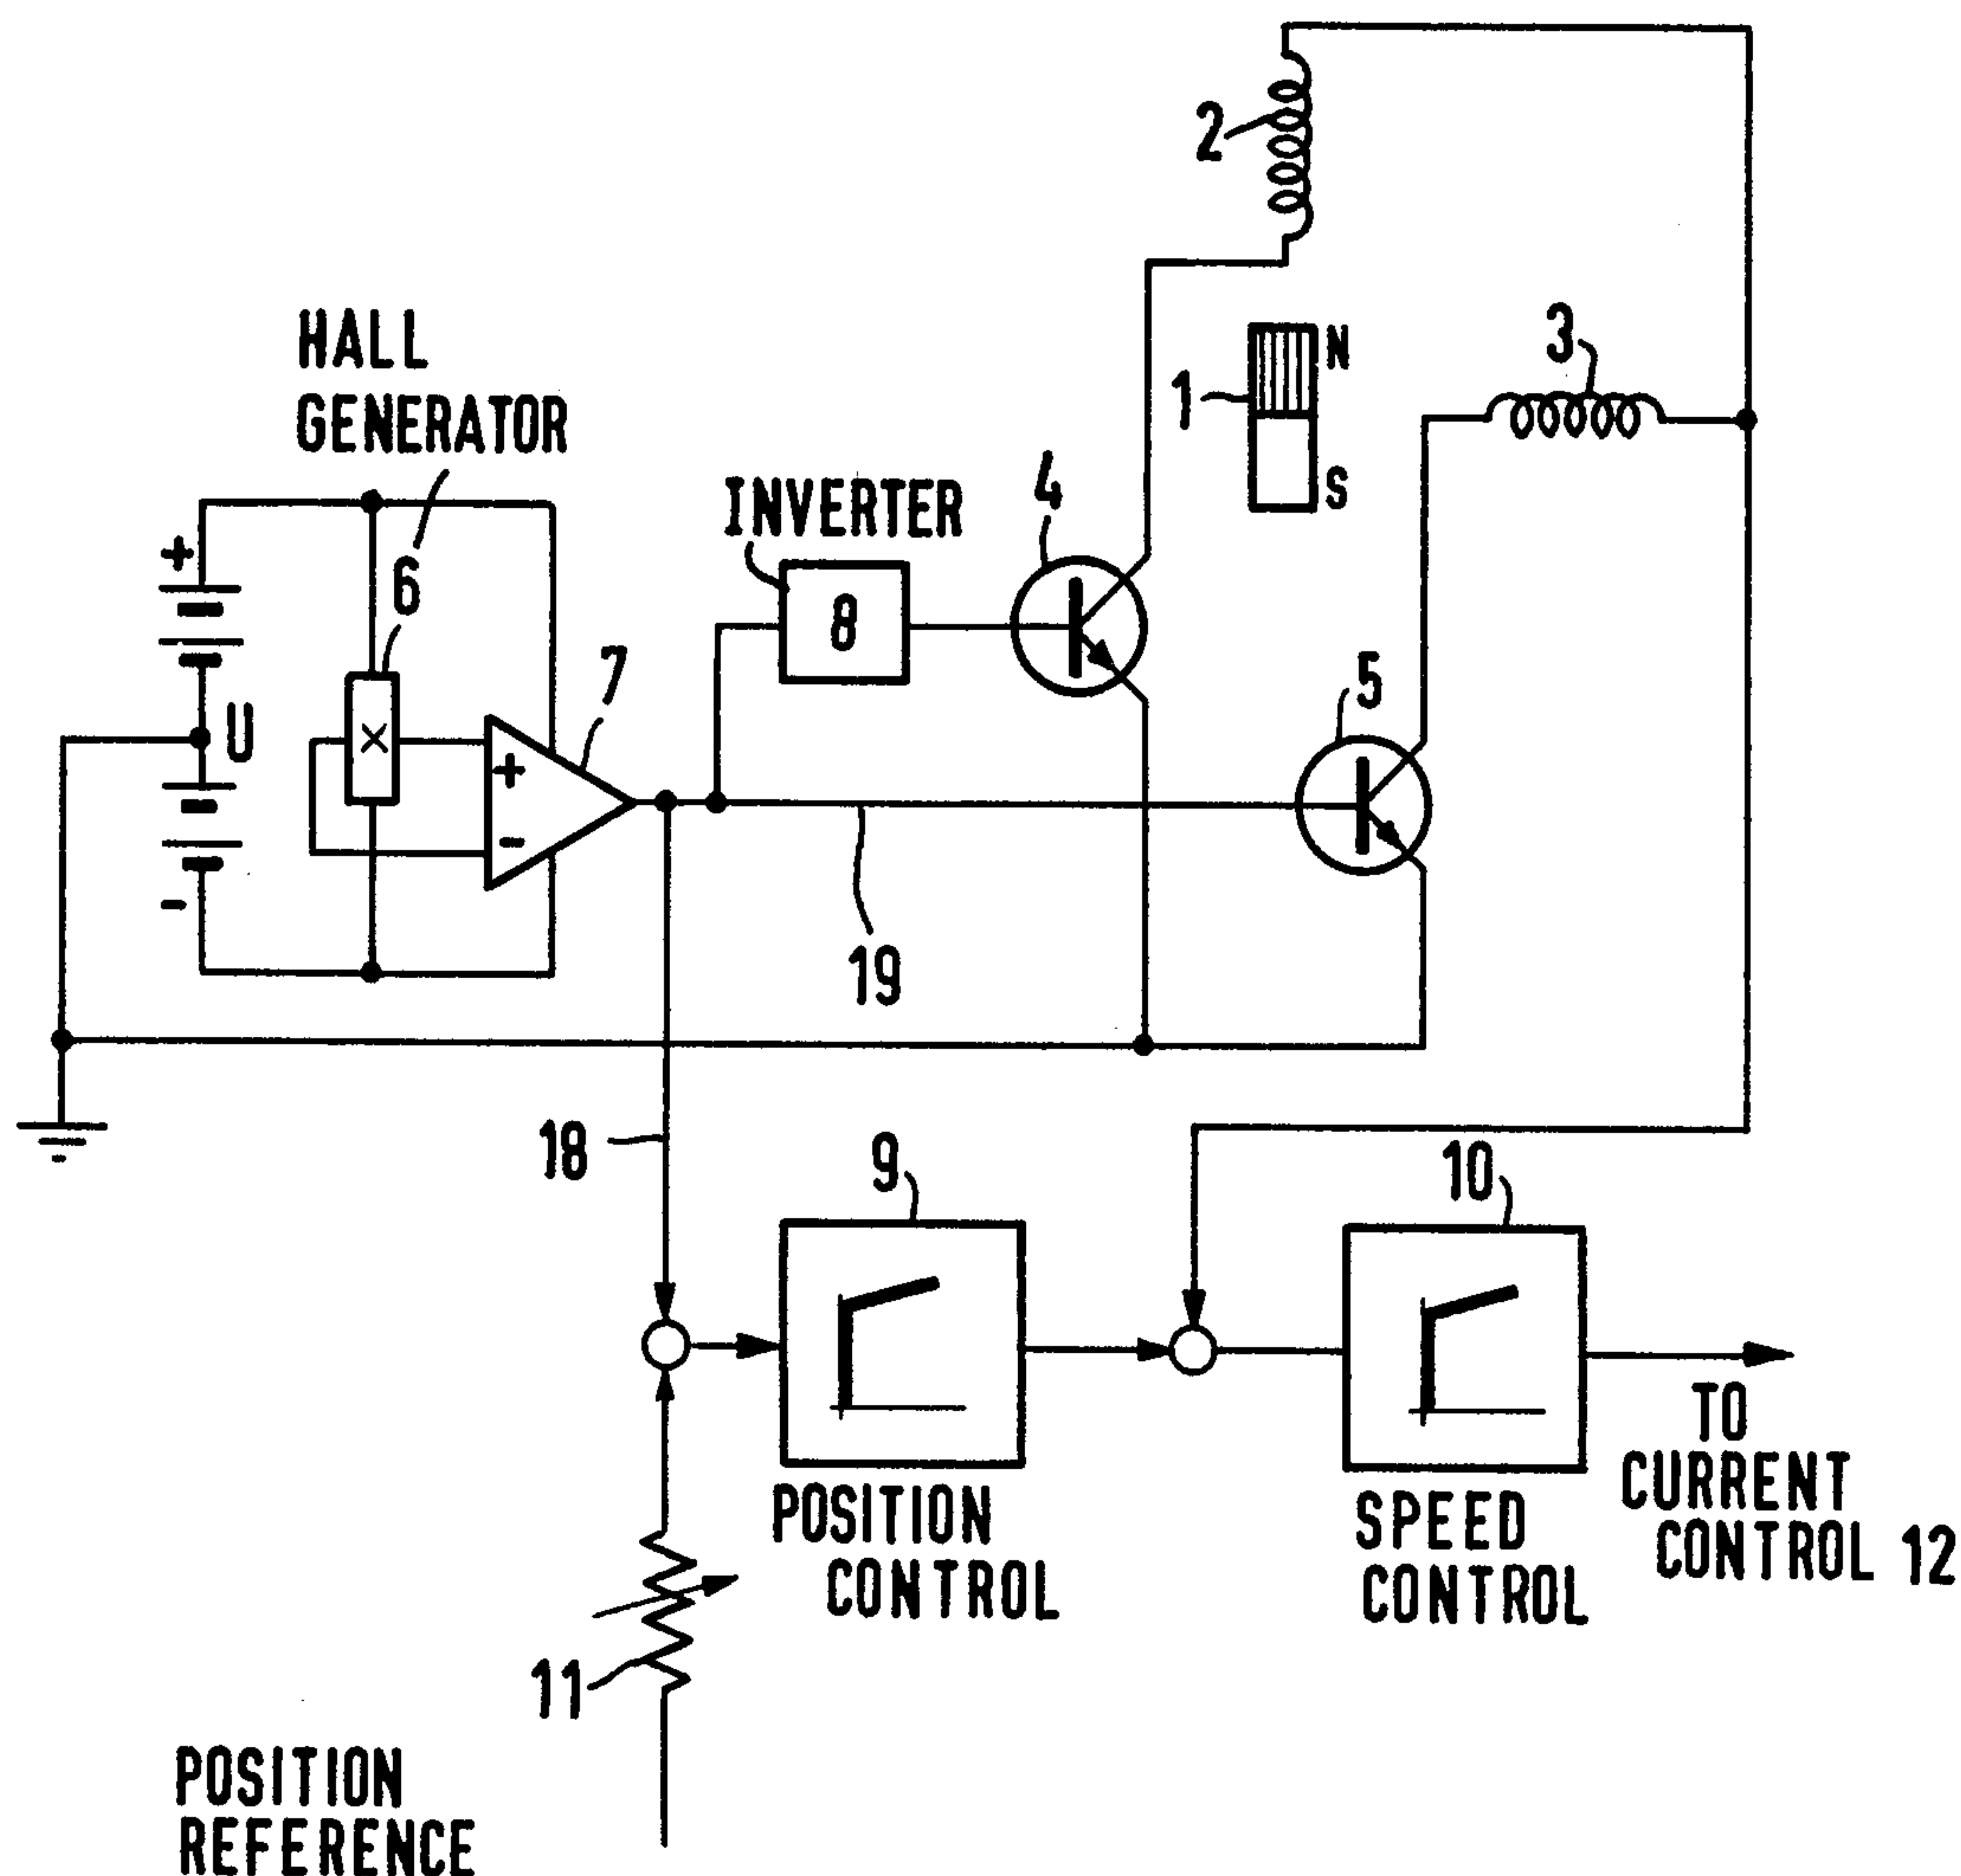 2
HALL
GENERATOR
N
1
S
3
INVERTER
4
+
6
8
7
5
U
×
+
-
-
19
18
9
10
POSITION
CONTROL
SPEED
CONTROL
TO
CURRENT
CONTROL 12
11
POSITION
REFERENCE